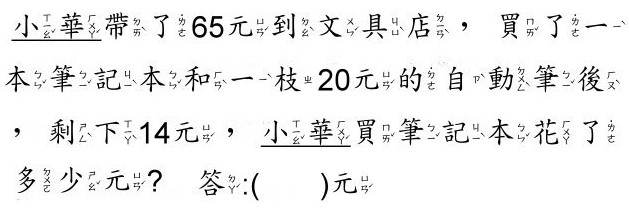 小華帶了65元到文具店，買了一
本筆記本和一枝20元的自動筆後
，剩下14元，小華買筆記本花了
多少元？ 答:(　　)元